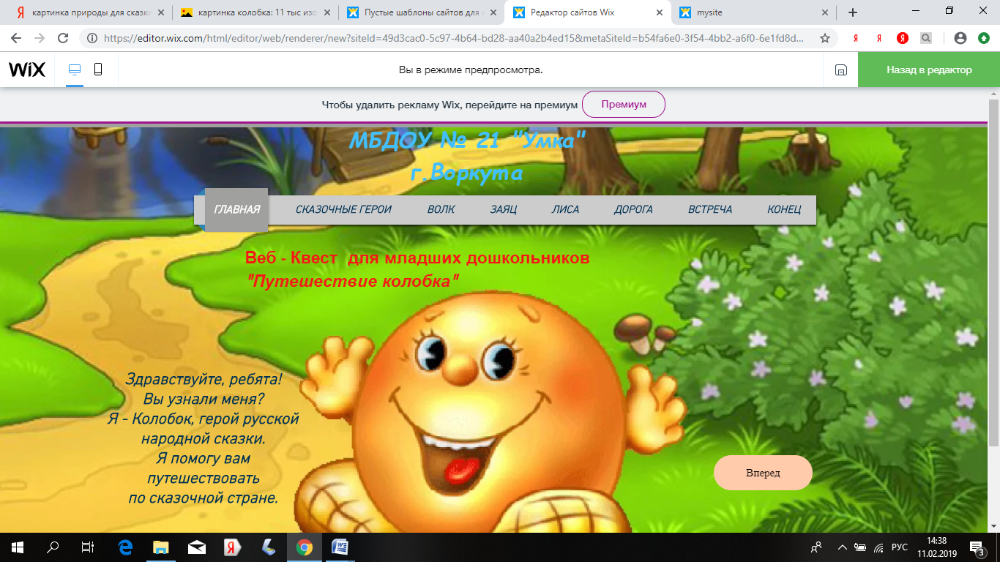 картинка природы для сказк
картинка колобка: 11 тыс изо
Пустые шаблоны сайтов для
Редактор сайтов Wix
mysite
https://editor.wix.com/html/editor/web/renderer/new?siteId=49d3cac0-5c97-4b64-bd28-aa40a2b4ed15&metaSiteId=b54fa6e0-3f54-4bb2-a6f0-6e1fd8d...
WiX
Вы в режиме предпросмотра.
Назад в редактор
Чтобы удалить рекламу Wix, перейдите на премиум
Премиум
МБДОУ № 21 "Умка"
г.Воркута
ГЛАВНАЯ СКАЗОЧНЫЕ ГЕРОИ ВОЛК ЗАЯЦ ЛИСА ДОРОГА ВСТРЕЧА КОНЕЦ
Веб - Квест для младших дошкольников
"Путешествие колобка"
Здравствуйте, ребята!
Вы узнали меня?
Я - Колобок, герой русской
народной сказки.
Я помогу вам
путешествовать
по сказочной стране.
Вперед
РУС
14:38
11.02.2019
3